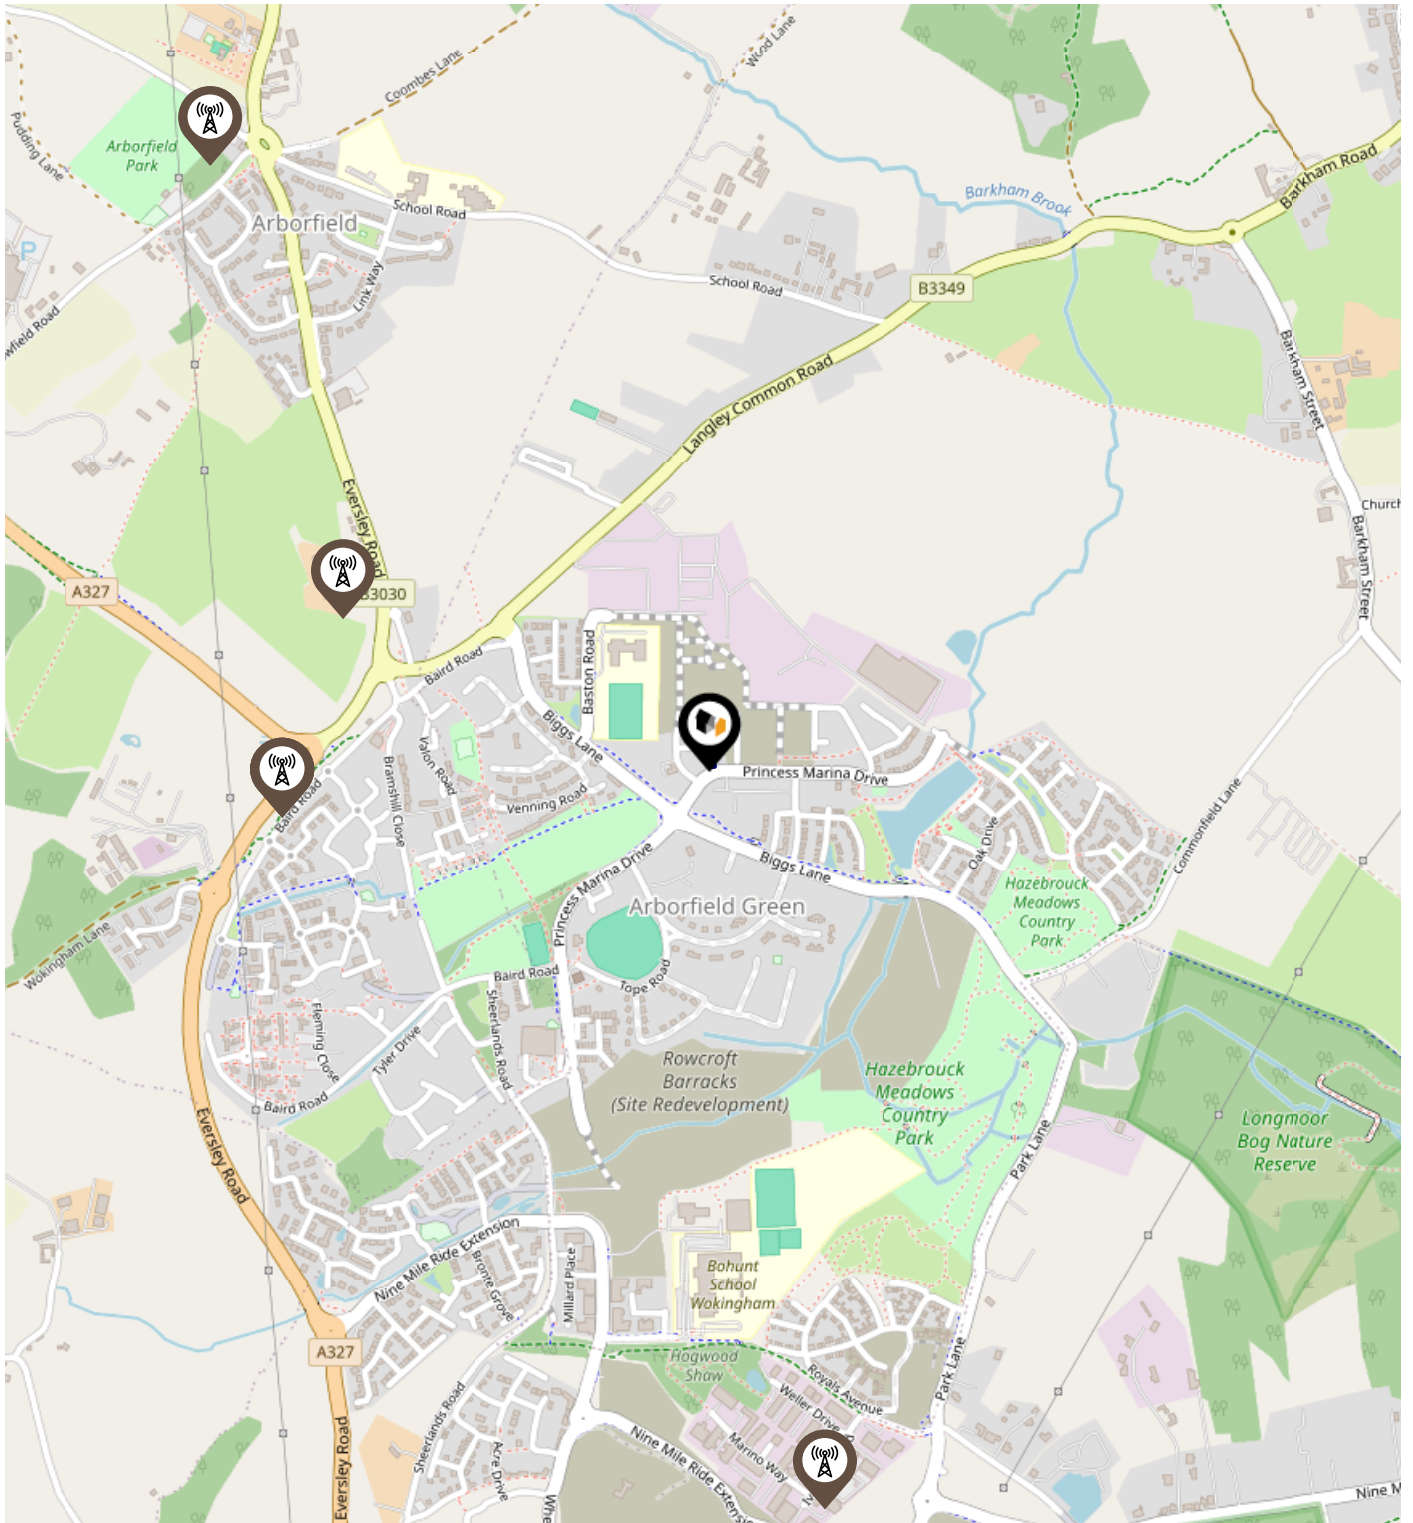 Wood Lane
Coombes Lane
Pudding Lane
Arborfield
Park
Arborfield
School Road
Link Way
P
Barkham Brook
Barkham Road
School Road
B3349
Barkham Street
Langley Common Road
Eversley Road
Church
Barkham Street
A327
B3030
Baird Road
Baston Road
Biggs Lane
Valon Road
Bramshill Close
Venning Road
Baird Road
Princess Marina Drive
Commonfield Lane
Oak Drive
Princess Marina Drive
Biggs Lane
Arborfield Green
Hazebrouck
Meadows
Country
Park
Wokingham Lane
Baird Road
Tope Road
Sheerlands Road
Fleming Close
Tyler Drive
Baird Road
Rowcroft
Barracks
(Site Redevelopment)
Hazebrouck
Meadows
Country
Park
Park Lane
Longmoor
Bog Nature
Reserve
Eversley Road
Nine Mile Ride Extension
Bronte Grove
Millard Place
Bohunt
School
Wokingham
A327
Hogwood
Shaw
Royals Avenue
Weller Drive
Park Lane
Marino Way
Sheerlands Road
Acre Drive
Eversley Road
Nine Mile Ride Extension
Whe
Nine M